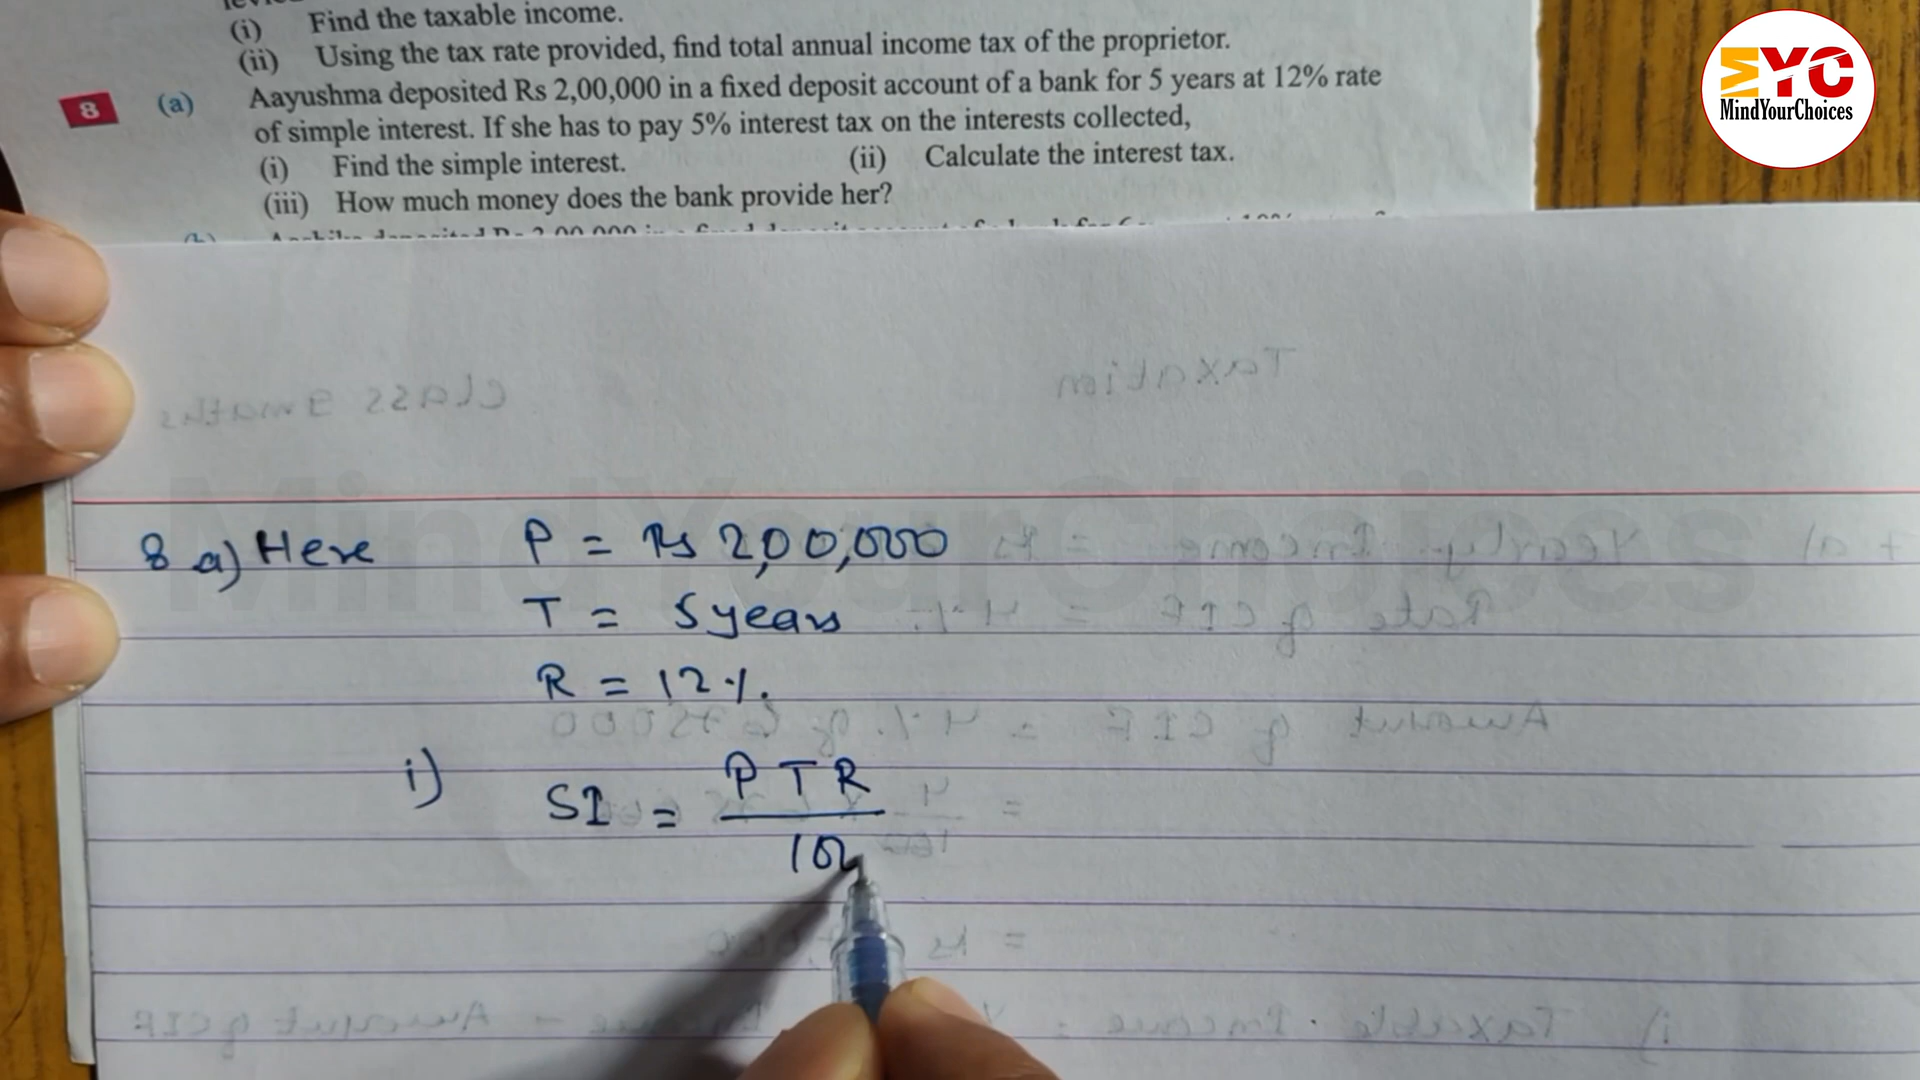 (i) Find the taxable income.
(ii) Using the tax rate provided, find total annual income tax of the proprietor.
8 (a) Aayushma deposited Rs 2,00,000 in a fixed deposit account of a bank for 5 years at 12% rate
of simple interest. If she has to pay 5% interest tax on the interests collected,
(i) Find the simple interest. (ii) Calculate the interest tax.
(iii) How much money does the bank provide her?
MYC
MindYourChoices
MindYourChoices
8 a) Here P = Rs 2,00,000
T = 5 years
R = 12%.
i) SI = PTR
100